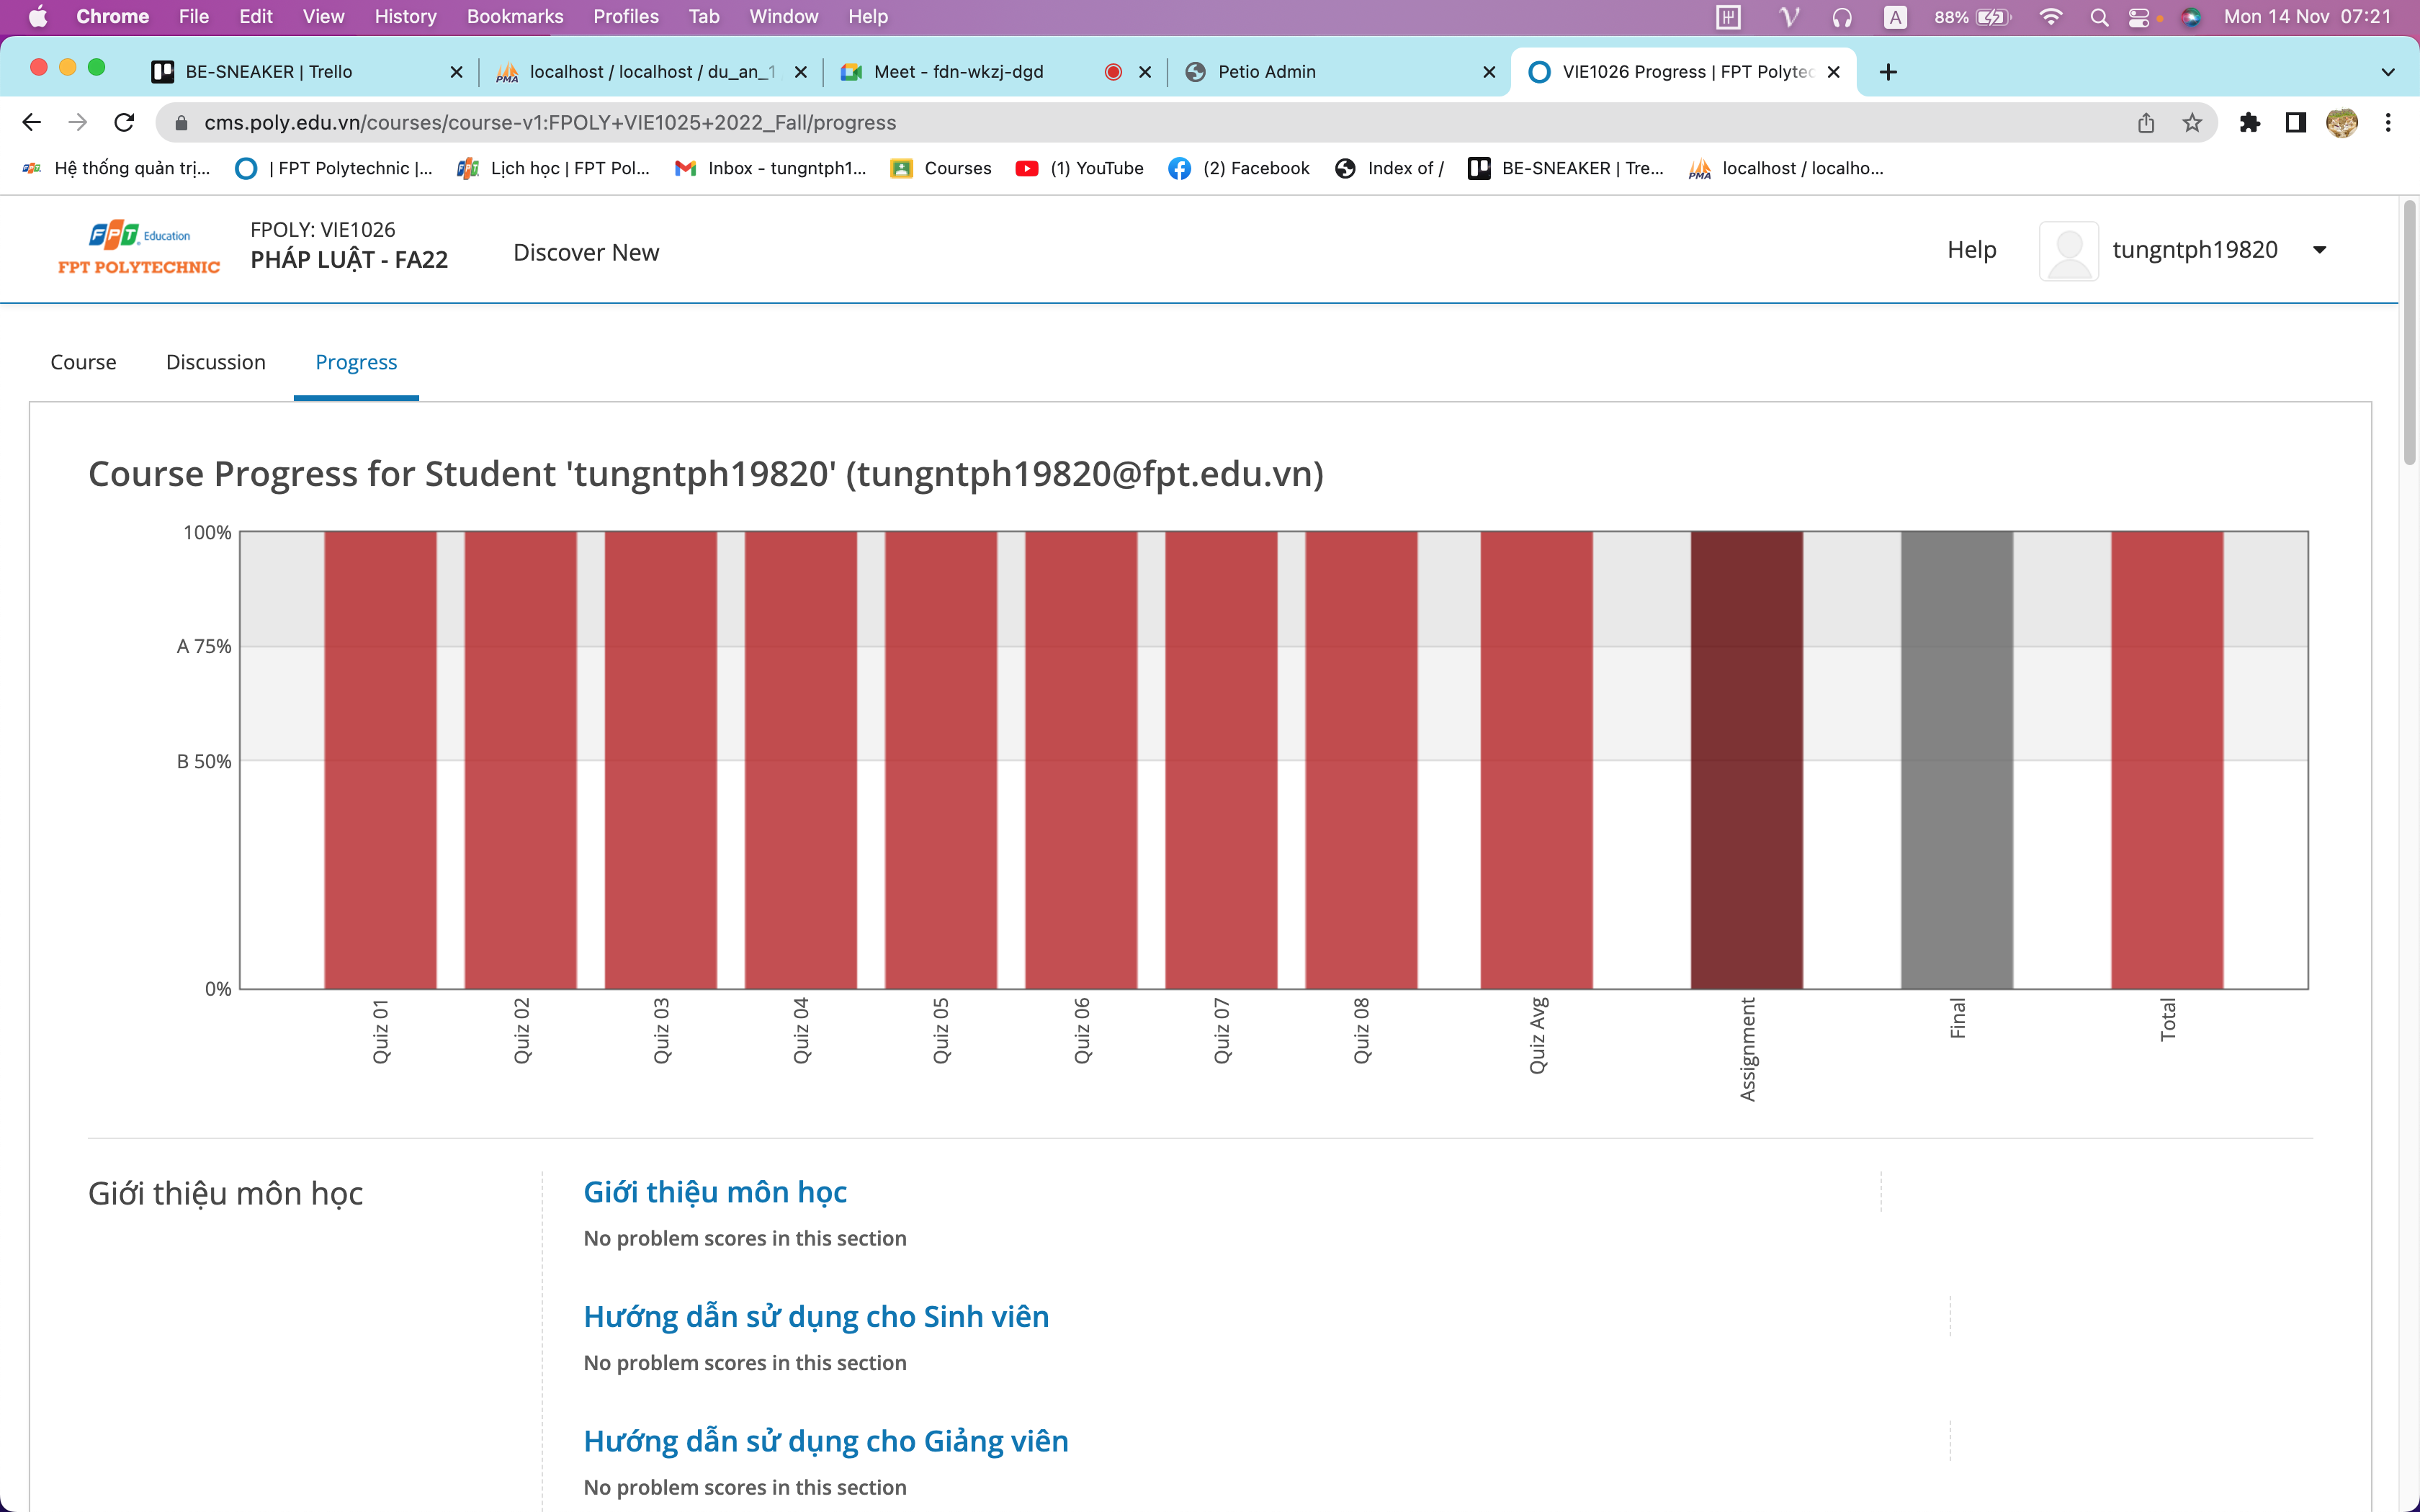 Chrome File Edit View History Bookmarks Profiles Tab Window Help A 88% Mon 14 Nov 07:21
BE-SNEAKER | Trello localhost / localhost / du_an_1 Meet - fdn-wkzj-dgd Petio Admin VIE1026 Progress | FPT Polytec
cms.poly.edu.vn/courses/course-v1:FPOLY+VIE1025+2022_Fall/progress
Hệ thống quản trị... | FPT Polytechnic |... Lịch học | FPT Pol... Inbox - tungntph1... Courses (1) YouTube (2) Facebook Index of / BE-SNEAKER | Tre... localhost / localho...
FPT Education
FPT POLYTECHNIC
FPOLY: VIE1026
PHÁP LUẬT - FA22
Discover New
Help
tungntph19820
Course Discussion Progress
Course Progress for Student 'tungntph19820' (tungntph19820@fpt.edu.vn)
100%
A 75%
B 50%
0%
Quiz 01
Quiz 02
Quiz 03
Quiz 04
Quiz 05
Quiz 06
Quiz 07
Quiz 08
Quiz Avg
Assignment
Final
Total
Giới thiệu môn học
Giới thiệu môn học
No problem scores in this section
Hướng dẫn sử dụng cho Sinh viên
No problem scores in this section
Hướng dẫn sử dụng cho Giảng viên
No problem scores in this section